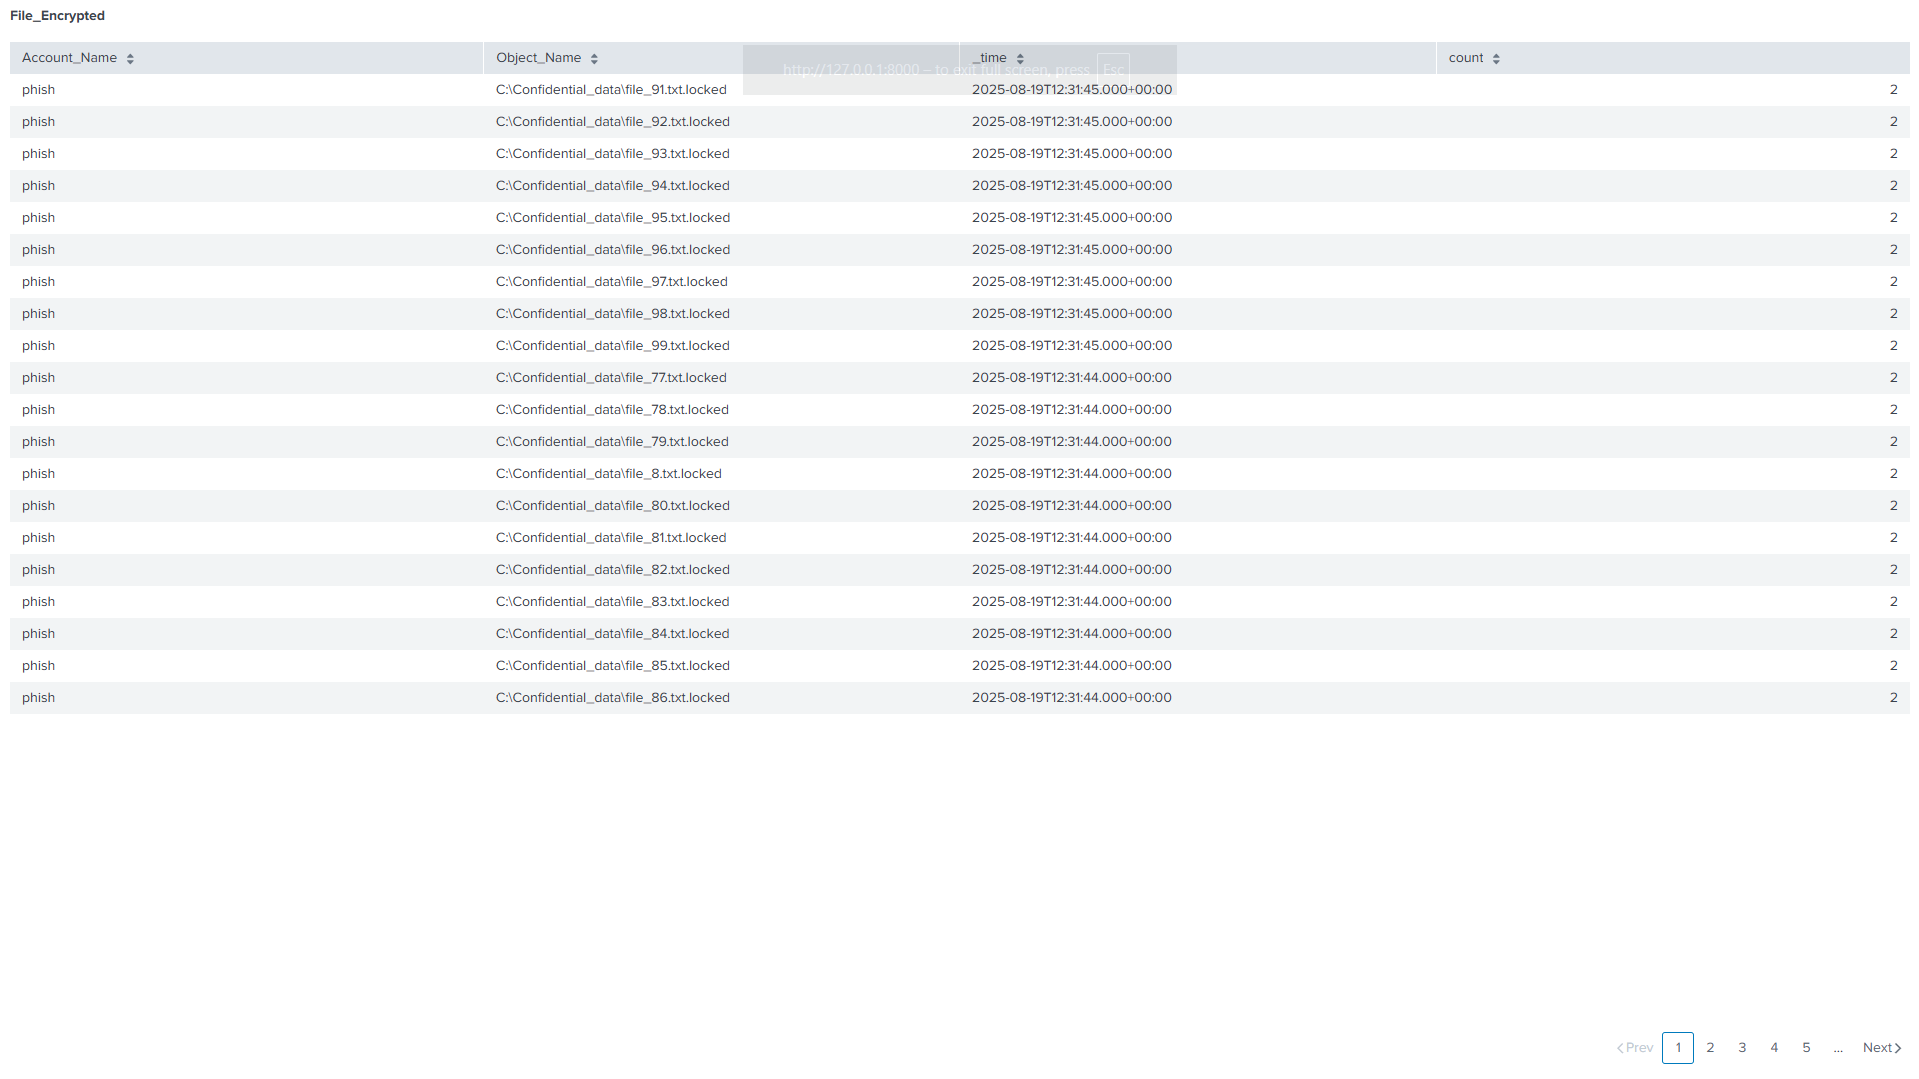 File_Encrypted
Account_Name Object_Name _time count
http://127.0.0.1:8000 – to exit full screen, press Esc
phish C:\Confidential_data\file_91.txt.locked 2025-08-19T12:31:45.000+00:00 2
phish C:\Confidential_data\file_92.txt.locked 2025-08-19T12:31:45.000+00:00 2
phish C:\Confidential_data\file_93.txt.locked 2025-08-19T12:31:45.000+00:00 2
phish C:\Confidential_data\file_94.txt.locked 2025-08-19T12:31:45.000+00:00 2
phish C:\Confidential_data\file_95.txt.locked 2025-08-19T12:31:45.000+00:00 2
phish C:\Confidential_data\file_96.txt.locked 2025-08-19T12:31:45.000+00:00 2
phish C:\Confidential_data\file_97.txt.locked 2025-08-19T12:31:45.000+00:00 2
phish C:\Confidential_data\file_98.txt.locked 2025-08-19T12:31:45.000+00:00 2
phish C:\Confidential_data\file_99.txt.locked 2025-08-19T12:31:45.000+00:00 2
phish C:\Confidential_data\file_77.txt.locked 2025-08-19T12:31:44.000+00:00 2
phish C:\Confidential_data\file_78.txt.locked 2025-08-19T12:31:44.000+00:00 2
phish C:\Confidential_data\file_79.txt.locked 2025-08-19T12:31:44.000+00:00 2
phish C:\Confidential_data\file_8.txt.locked 2025-08-19T12:31:44.000+00:00 2
phish C:\Confidential_data\file_80.txt.locked 2025-08-19T12:31:44.000+00:00 2
phish C:\Confidential_data\file_81.txt.locked 2025-08-19T12:31:44.000+00:00 2
phish C:\Confidential_data\file_82.txt.locked 2025-08-19T12:31:44.000+00:00 2
phish C:\Confidential_data\file_83.txt.locked 2025-08-19T12:31:44.000+00:00 2
phish C:\Confidential_data\file_84.txt.locked 2025-08-19T12:31:44.000+00:00 2
phish C:\Confidential_data\file_85.txt.locked 2025-08-19T12:31:44.000+00:00 2
phish C:\Confidential_data\file_86.txt.locked 2025-08-19T12:31:44.000+00:00 2
Prev 1 2 3 4 5 ... Next